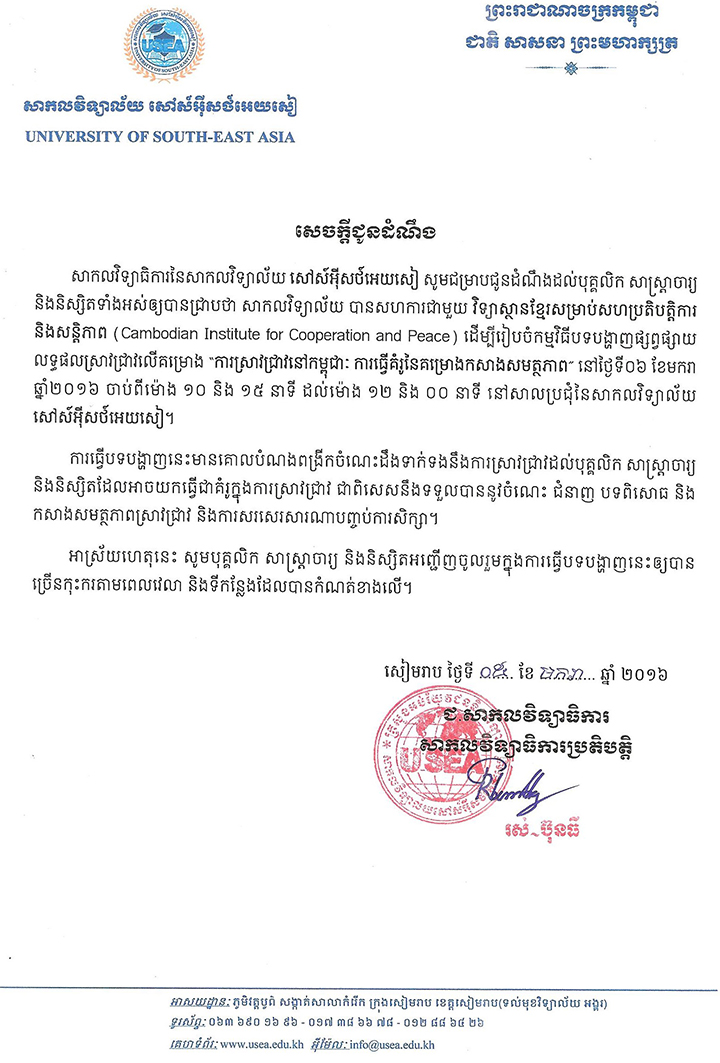 ព្រះរាជាណាចក្រកម្ពុជា
ជាតិ សាសនា ព្រះមហាក្សត្រ
USEA
UNIVERSITY OF SOUTH-EAST ASIA
សាកលវិទ្យាល័យ សៅស៍អ៊ីសថ៍អេយសៀ
UNIVERSITY OF SOUTH-EAST ASIA
សេចក្តីជូនដំណឹង
សាកលវិទ្យាធិការនៃសាកលវិទ្យាល័យ សៅស៍អ៊ីសថ៍អេយសៀ សូមជម្រាបជូនដំណឹងដល់បុគ្គលិក សាស្ត្រាចារ្យ
និងនិស្សិតទាំងអស់ឲ្យបានជ្រាបថា សាកលវិទ្យាល័យ បានសហការជាមួយ វិទ្យាស្ថានខ្មែរសម្រាប់សហប្រតិបត្តិការ
និងសន្តិភាព (Cambodian Institute for Cooperation and Peace) ដើម្បីរៀបចំកម្មវិធីបទបង្ហាញផ្សព្វផ្សាយ
លទ្ធផលស្រាវជ្រាវលើគម្រោង "ការស្រាវជ្រាវនៅកម្ពុជាៈ ការធ្វើគំរូនៃគម្រោងកសាងសមត្ថភាព" នៅថ្ងៃទី០៦ ខែមករា
ឆ្នាំ២០១៦ ចាប់ពីម៉ោង ១០ និង ១៥ នាទី ដល់ម៉ោង ១២ និង ០០ នាទី នៅសាលប្រជុំនៃសាកលវិទ្យាល័យ
សៅស៍អ៊ីសថ៍អេយសៀ។
ការធ្វើបទបង្ហាញនេះមានគោលបំណងពង្រីកចំណេះដឹងទាក់ទងនឹងការស្រាវជ្រាវដល់បុគ្គលិក សាស្ត្រាចារ្យ
និងនិស្សិតដែលអាចយកធ្វើជាគំរូក្នុងការស្រាវជ្រាវ ជាពិសេសនឹងទទួលបាននូវចំណេះ ជំនាញ បទពិសោធ និង
កសាងសមត្ថភាពស្រាវជ្រាវ និងការសរសេរសារណាបញ្ចប់ការសិក្សា។
អាស្រ័យហេតុនេះ សូមបុគ្គលិក សាស្ត្រាចារ្យ និងនិស្សិតអញ្ជើញចូលរួមក្នុងការធ្វើបទបង្ហាញនេះឲ្យបាន
ច្រើនកុះករតាមពេលវេលា និងទីកន្លែងដែលបានកំណត់ខាងលើ។
សៀមរាប ថ្ងៃទី ០៥. ខែ មករា... ឆ្នាំ ២០១៦
ជ.សាកលវិទ្យាធិការ
សាកលវិទ្យាធិការប្រតិបត្តិ
USEA
រស់ ប៊ុនធី
អាសយដ្ឋានៈ ភូមិត្តេបូព៌ សង្កាត់សាលាកំរើក ក្រុងសៀមរាប ខេត្តសៀមរាប(ទល់មុខវិទ្យាល័យ អង្គរ)
ទូរស័ព្ទៈ ០៦៣ ៦៩០ ១៦ ៩៦ - ០១៧ ៣៨ ៦៦ ៧៨ - ០១២ ៨៨ ៦៤ ២៦
គេហទំព័រៈ www.usea.edu.kh អ៊ីម៉ែលៈ info@usea.edu.kh